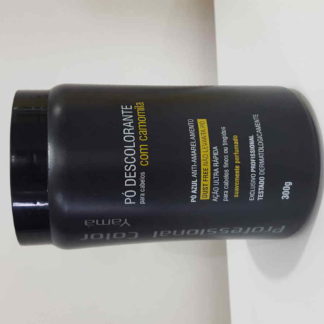 Professional Color
Yama
PÓ DESCOLORANTE
para cabelos com camomila
PÓ AZUL ANTI-AMARELAMENTO
DUST FREE NÃO LEVANTA PÓ
AÇÃO ULTRA RÁPIDA
para cabelos finos ou tingidos
suavemente perfumado
EXCLUSIVO PROFISSIONAL
TESTADO DERMATOLOGICAMENTE
300g